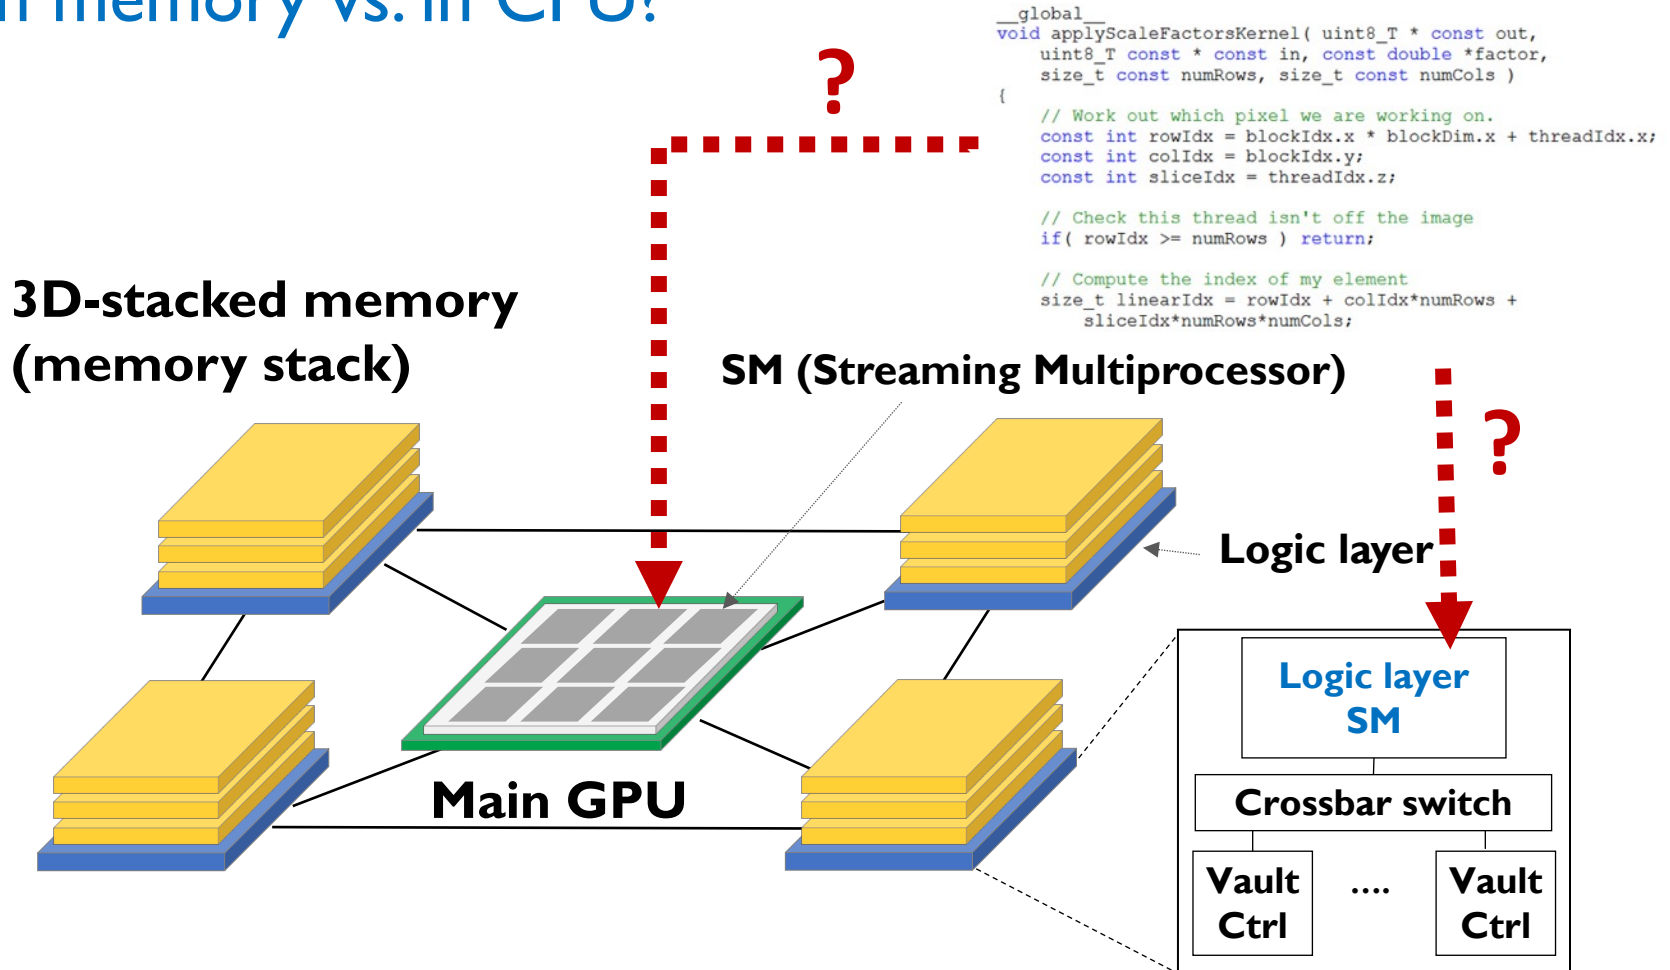 memory vs. in CPU?
__global__
void applyScaleFactorsKernel( uint8_T * const out,
uint8_T const * const in, const double *factor,
size_t const numRows, size_t const numCols )
{
// Work out which pixel we are working on.
const int rowIdx = blockIdx.x * blockDim.x + threadIdx.x;
const int colIdx = blockIdx.y;
const int sliceIdx = threadIdx.z;
// Check this thread isn't off the image
if( rowIdx >= numRows ) return;
// Compute the index of my element
size_t linearIdx = rowIdx + colIdx*numRows +
sliceIdx*numRows*numCols;
?
3D-stacked memory
(memory stack)
SM (Streaming Multiprocessor)
?
Logic layer
Main GPU
Logic layer
SM
Crossbar switch
Vault
Ctrl
....
Vault
Ctrl